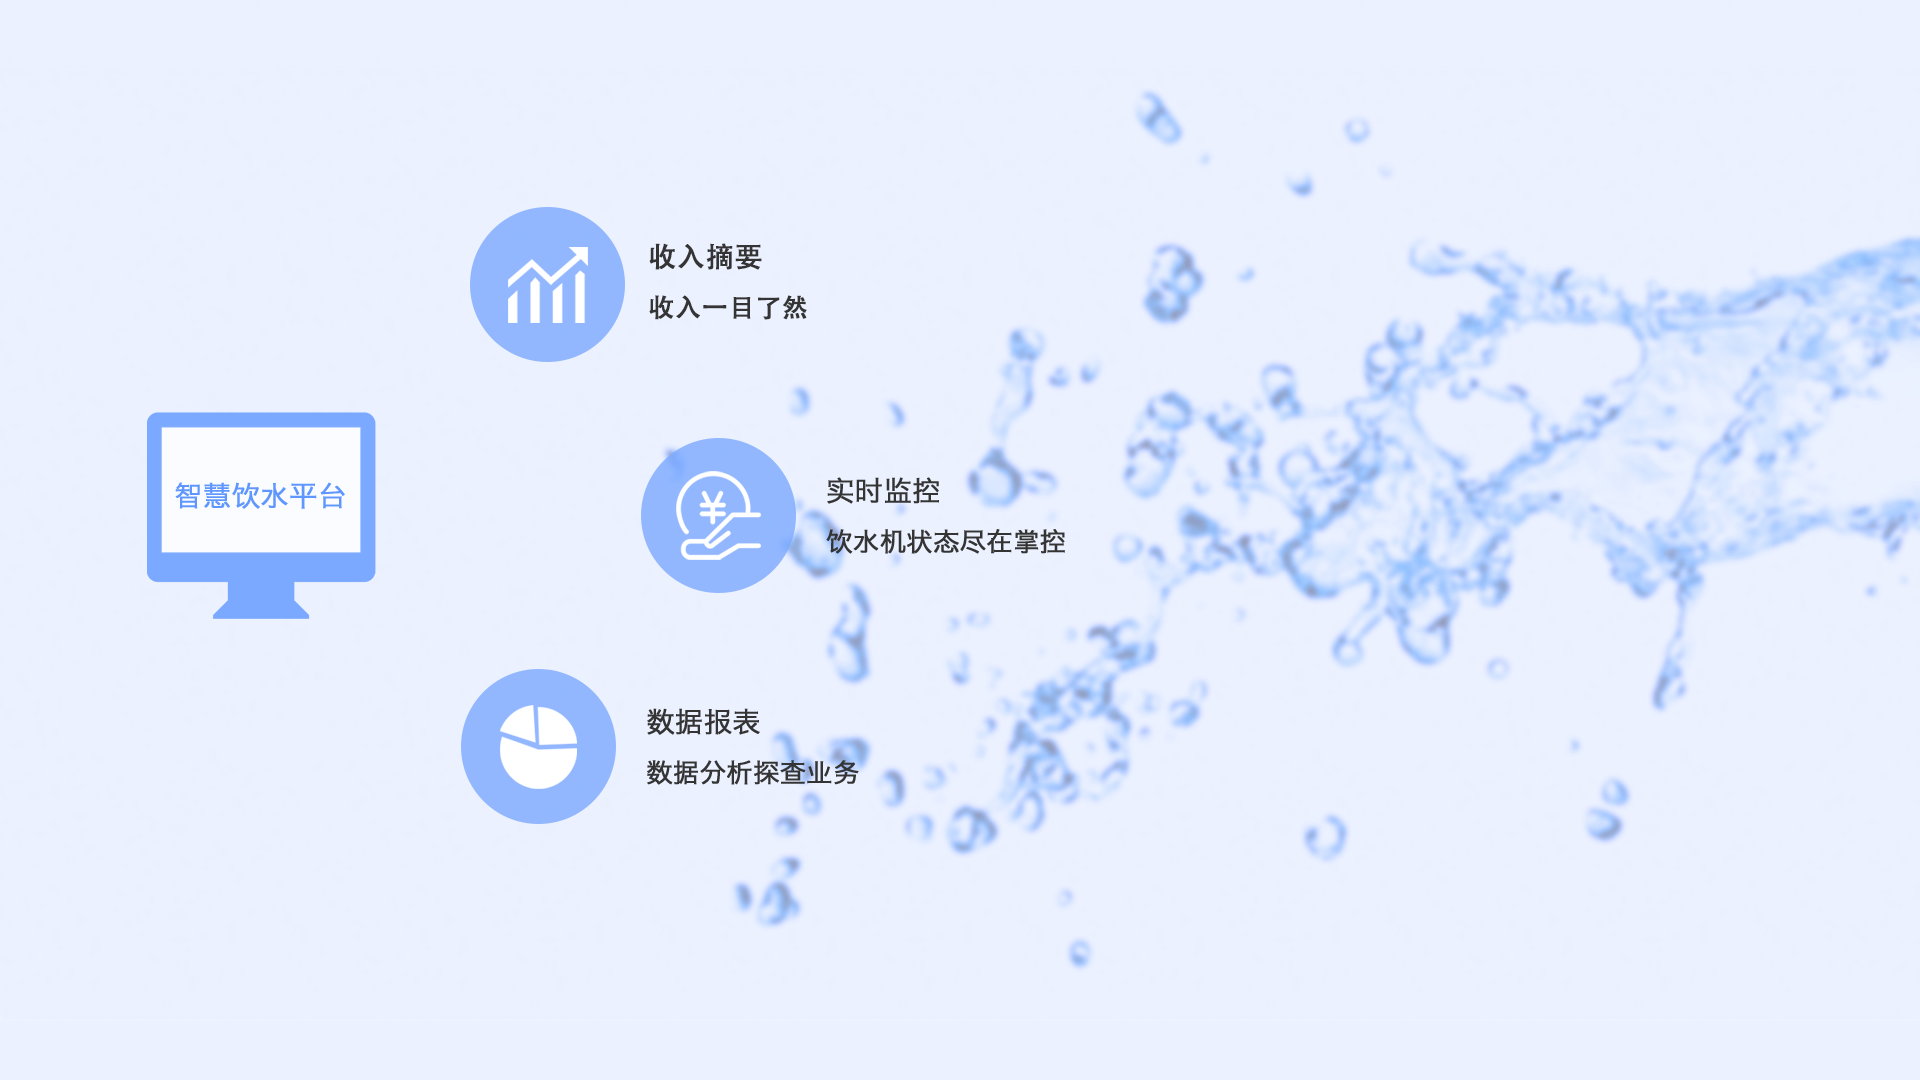 收入摘要
收入一目了然
智慧饮水平台
实时监控
饮水机状态尽在掌控
数据报表
数据分析探查业务